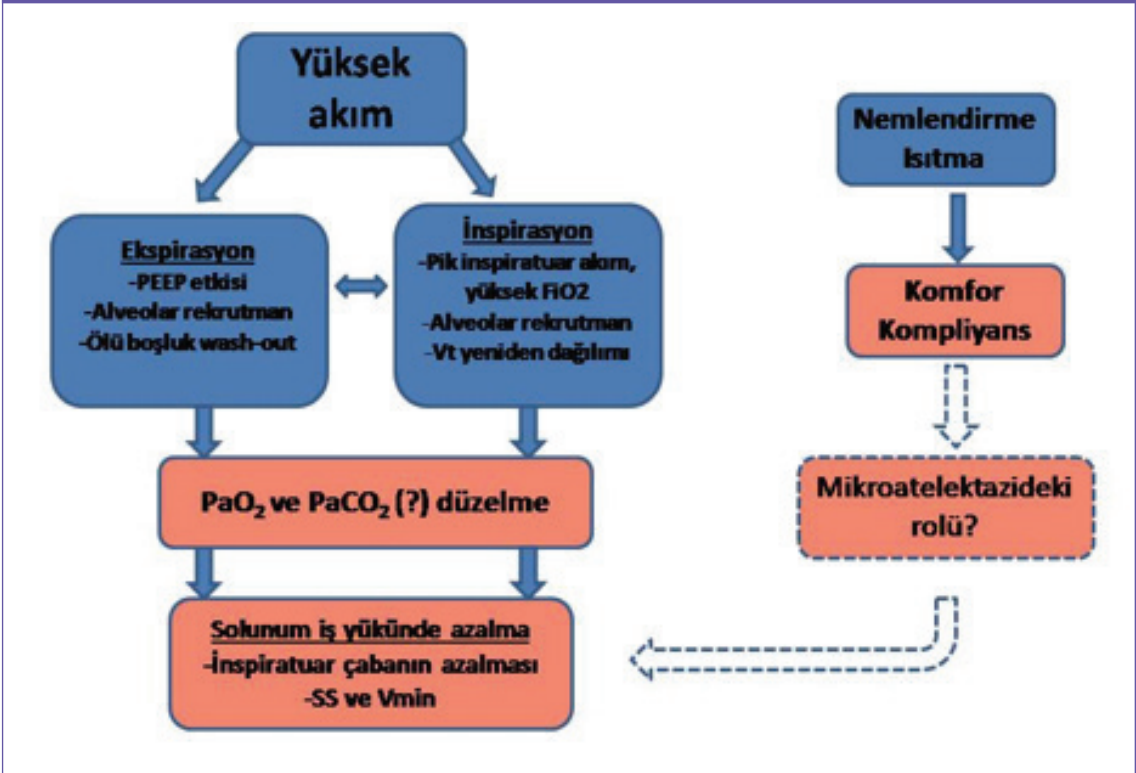 Yüksek
akım
Ekspirasyon
-PEEP etkisi
-Alveolar rekrutman
-Ölü boşluk wash-out
İnspirasyon
-Pik inspiratuar akım,
yüksek FiO2
-Alveolar rekrutman
-Vt yeniden dağılımı
PaO₂ ve PaCO₂ (?) düzelme
Solunum iş yükünde azalma
-İnspiratuar çabanın azalması
-SS ve Vmin
Nemlendirme
Isıtma
Komfor
Kompliyans
Mikroatelektazideki
rolü?